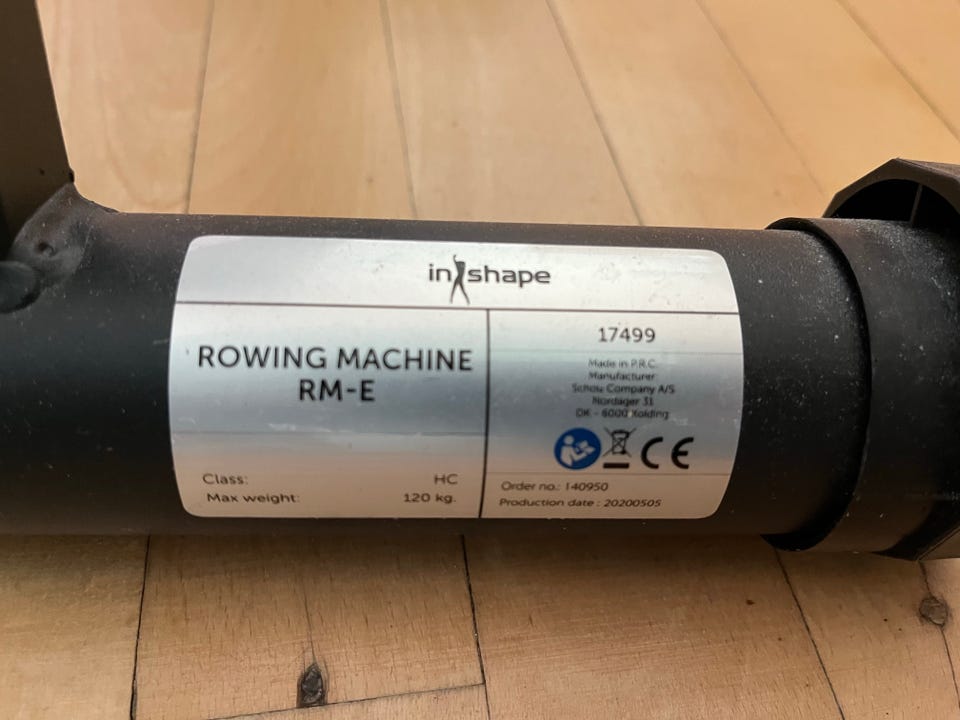 inshape
ROWING MACHINE
RM-E
Class: HC
Max weight: 120 kg.
17499
Made in P.R.C.
Manufacturer
Schou Company A/S
Nordager 31
DK - 6000 Kolding
CE
Order no.: 140950
Production date : 20200505